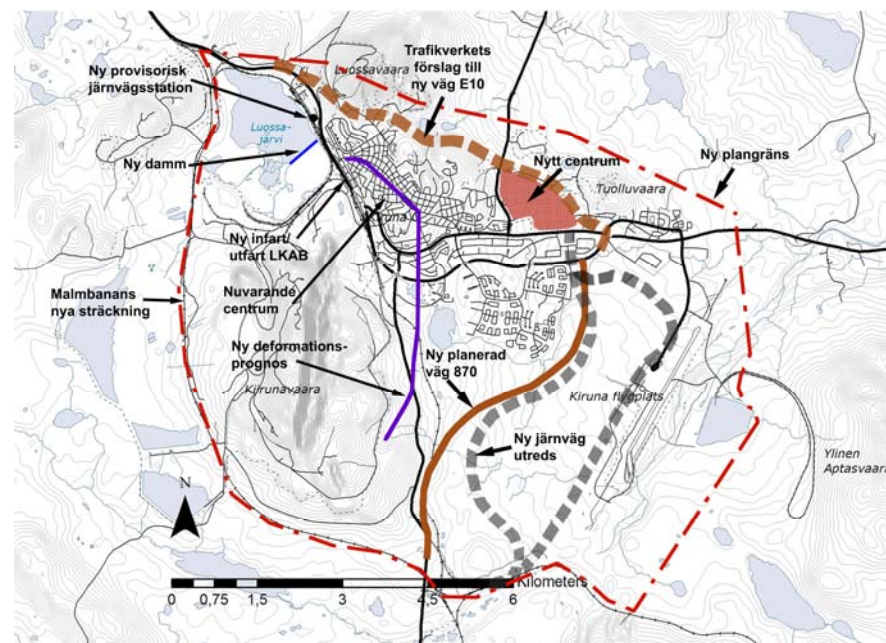 Trafikverkets
förslag till
ny väg E10
Luossavaara
Ny provisorisk
järnvägsstation
Luossa-
järvi
Ny damm
Nytt centrum
Ny plangräns
Tuolluvaara
Ny infart/
utfart LKAB
Malmbanans
nya sträckning
Nuvarande
centrum
Ny deformations-
prognos
Kiirunavaara
Ny planerad
väg 870
Kiruna flygplats
Ny järnväg
utreds
Ylinen
Aptasvaara
N
Kilometers
0 0,75 1,5 3 4,5 6